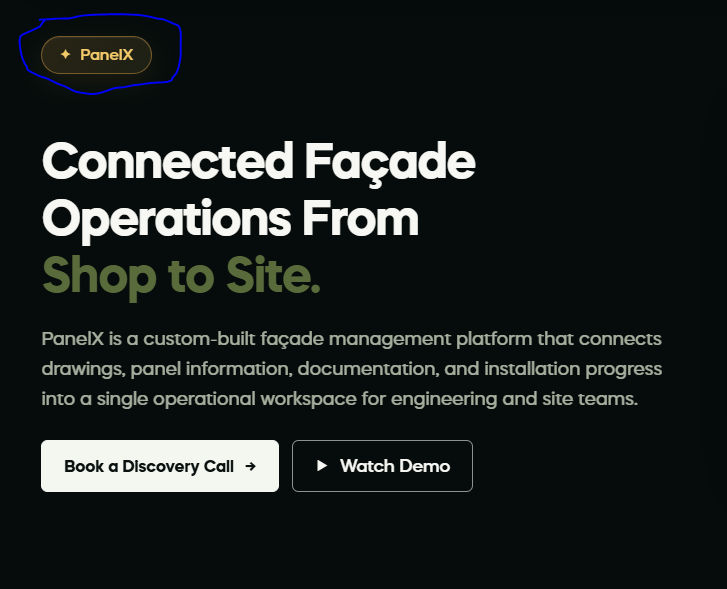 ✦ PanelX
Connected Façade
Operations From
Shop to Site.
PanelX is a custom-built façade management platform that connects
drawings, panel information, documentation, and installation progress
into a single operational workspace for engineering and site teams.
Book a Discovery Call →
▶ Watch Demo